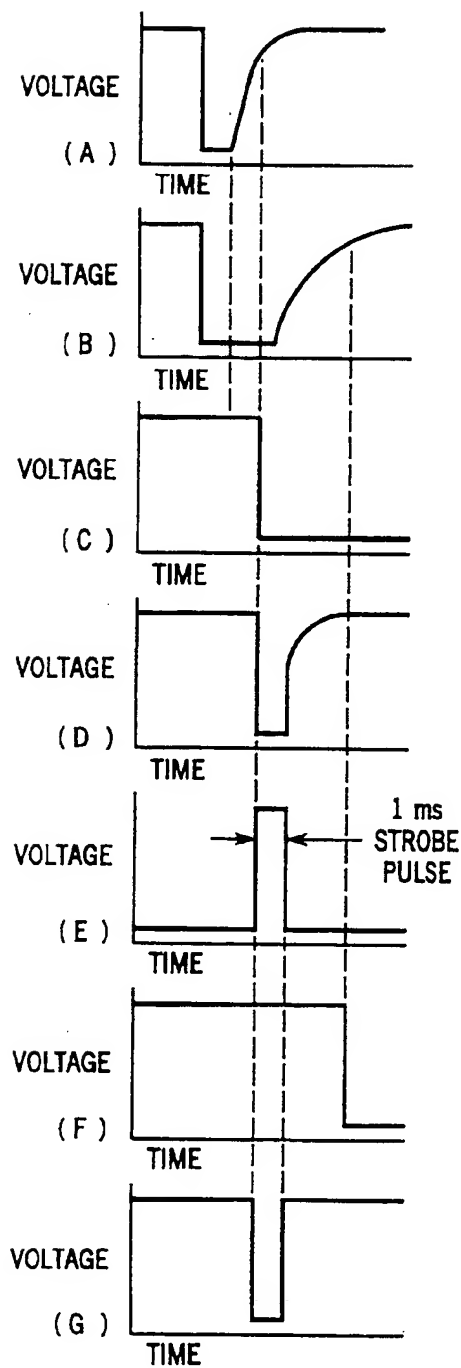 VOLTAGE
(A)
TIME
VOLTAGE
(B)
TIME
VOLTAGE
(C)
TIME
VOLTAGE
(D)
TIME
1 ms
STROBE
PULSE
VOLTAGE
(E)
TIME
VOLTAGE
(F)
TIME
VOLTAGE
(G)
TIME